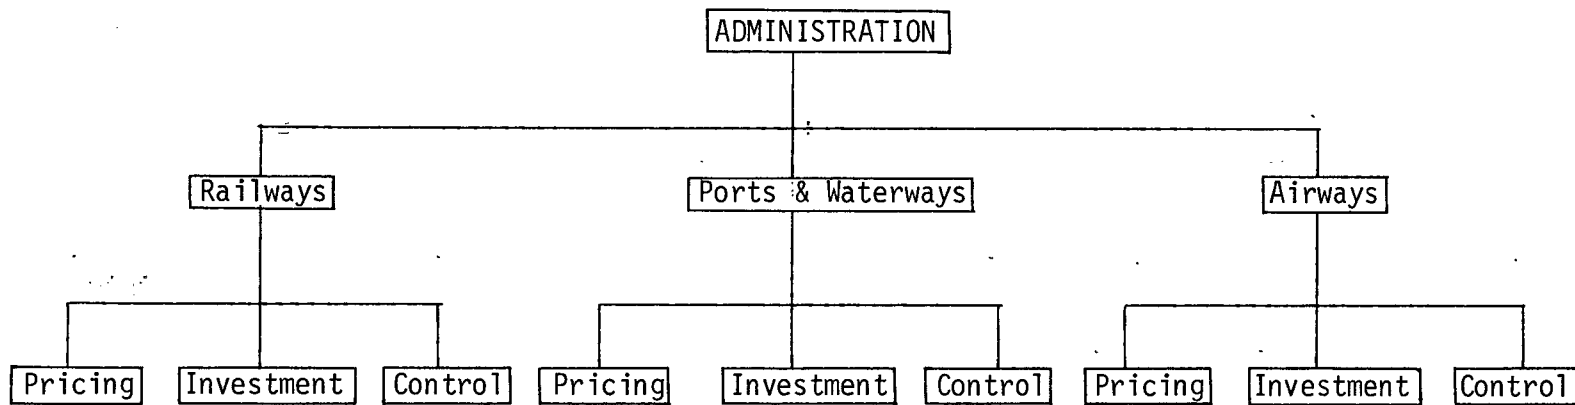 ADMINISTRATION
Railways
Ports & Waterways
Airways
Pricing
Investment
Control
Pricing
Investment
Control
Pricing
Investment
Control